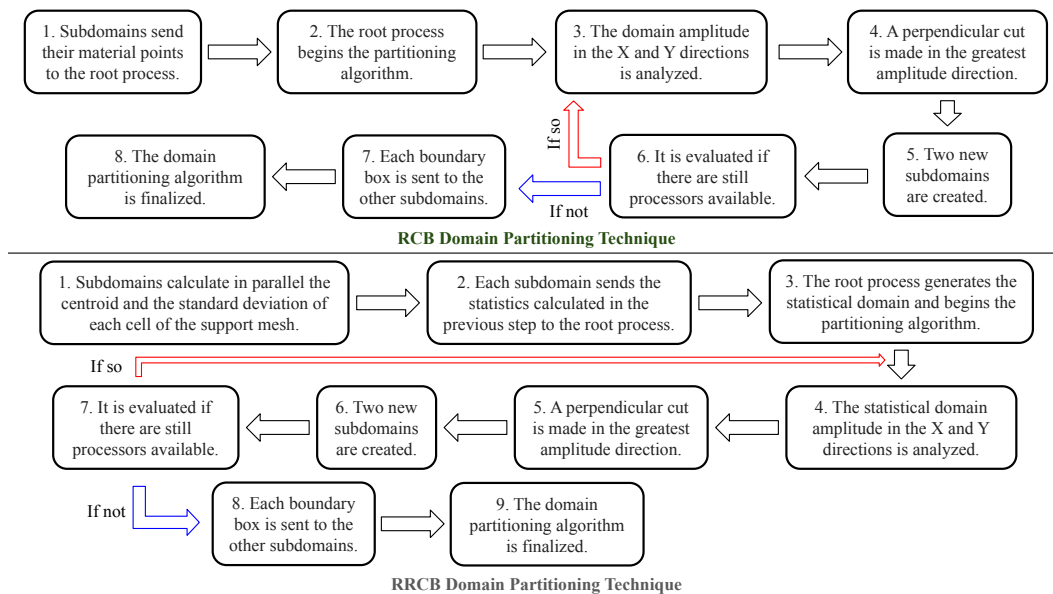 1. Subdomains send
their material points
to the root process.
2. The root process
begins the partitioning
algorithm.
3. The domain amplitude
in the X and Y directions
is analyzed.
4. A perpendicular cut
is made in the greatest
amplitude direction.
5. Two new
subdomains
are created.
6. It is evaluated if
there are still
processors available.
If so
If not
7. Each boundary
box is sent to the
other subdomains.
8. The domain
partitioning algorithm
is finalized.
RCB Domain Partitioning Technique
1. Subdomains calculate in parallel the
centroid and the standard deviation of
each cell of the support mesh.
2. Each subdomain sends the
statistics calculated in the
previous step to the root process.
3. The root process generates the
statistical domain and begins the
partitioning algorithm.
4. The statistical domain
amplitude in the X and Y
directions is analyzed.
5. A perpendicular cut
is made in the greatest
amplitude direction.
6. Two new
subdomains
are created.
7. It is evaluated if
there are still
processors available.
If so
If not
8. Each boundary
box is sent to the
other subdomains.
9. The domain
partitioning algorithm
is finalized.
RRCB Domain Partitioning Technique